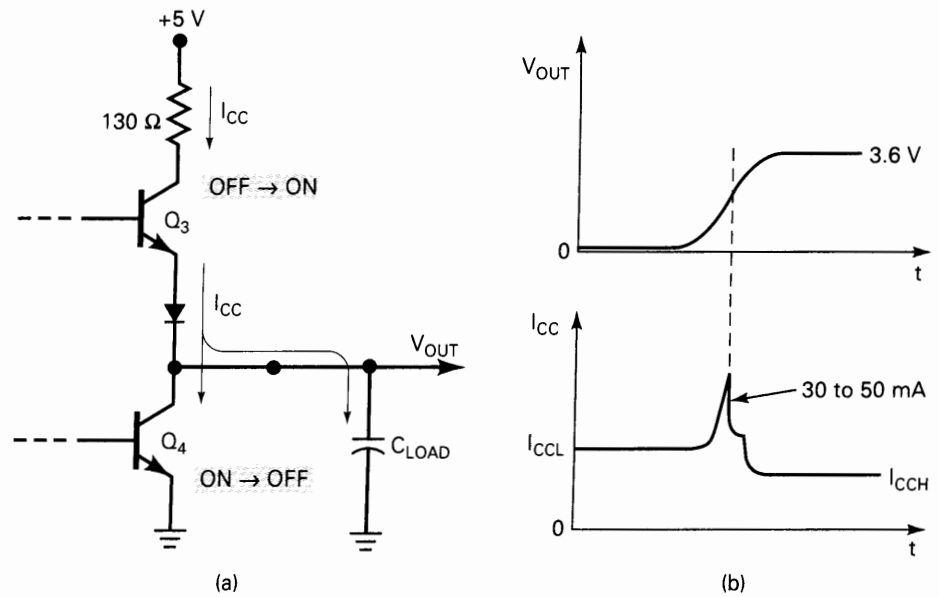 +5 V
130 Ω
I_CC
OFF → ON
Q_3
I_CC
V_OUT
Q_4
C_LOAD
ON → OFF
(a)
V_OUT
3.6 V
0
t
I_CC
30 to 50 mA
I_CCL
I_CCH
0
t
(b)